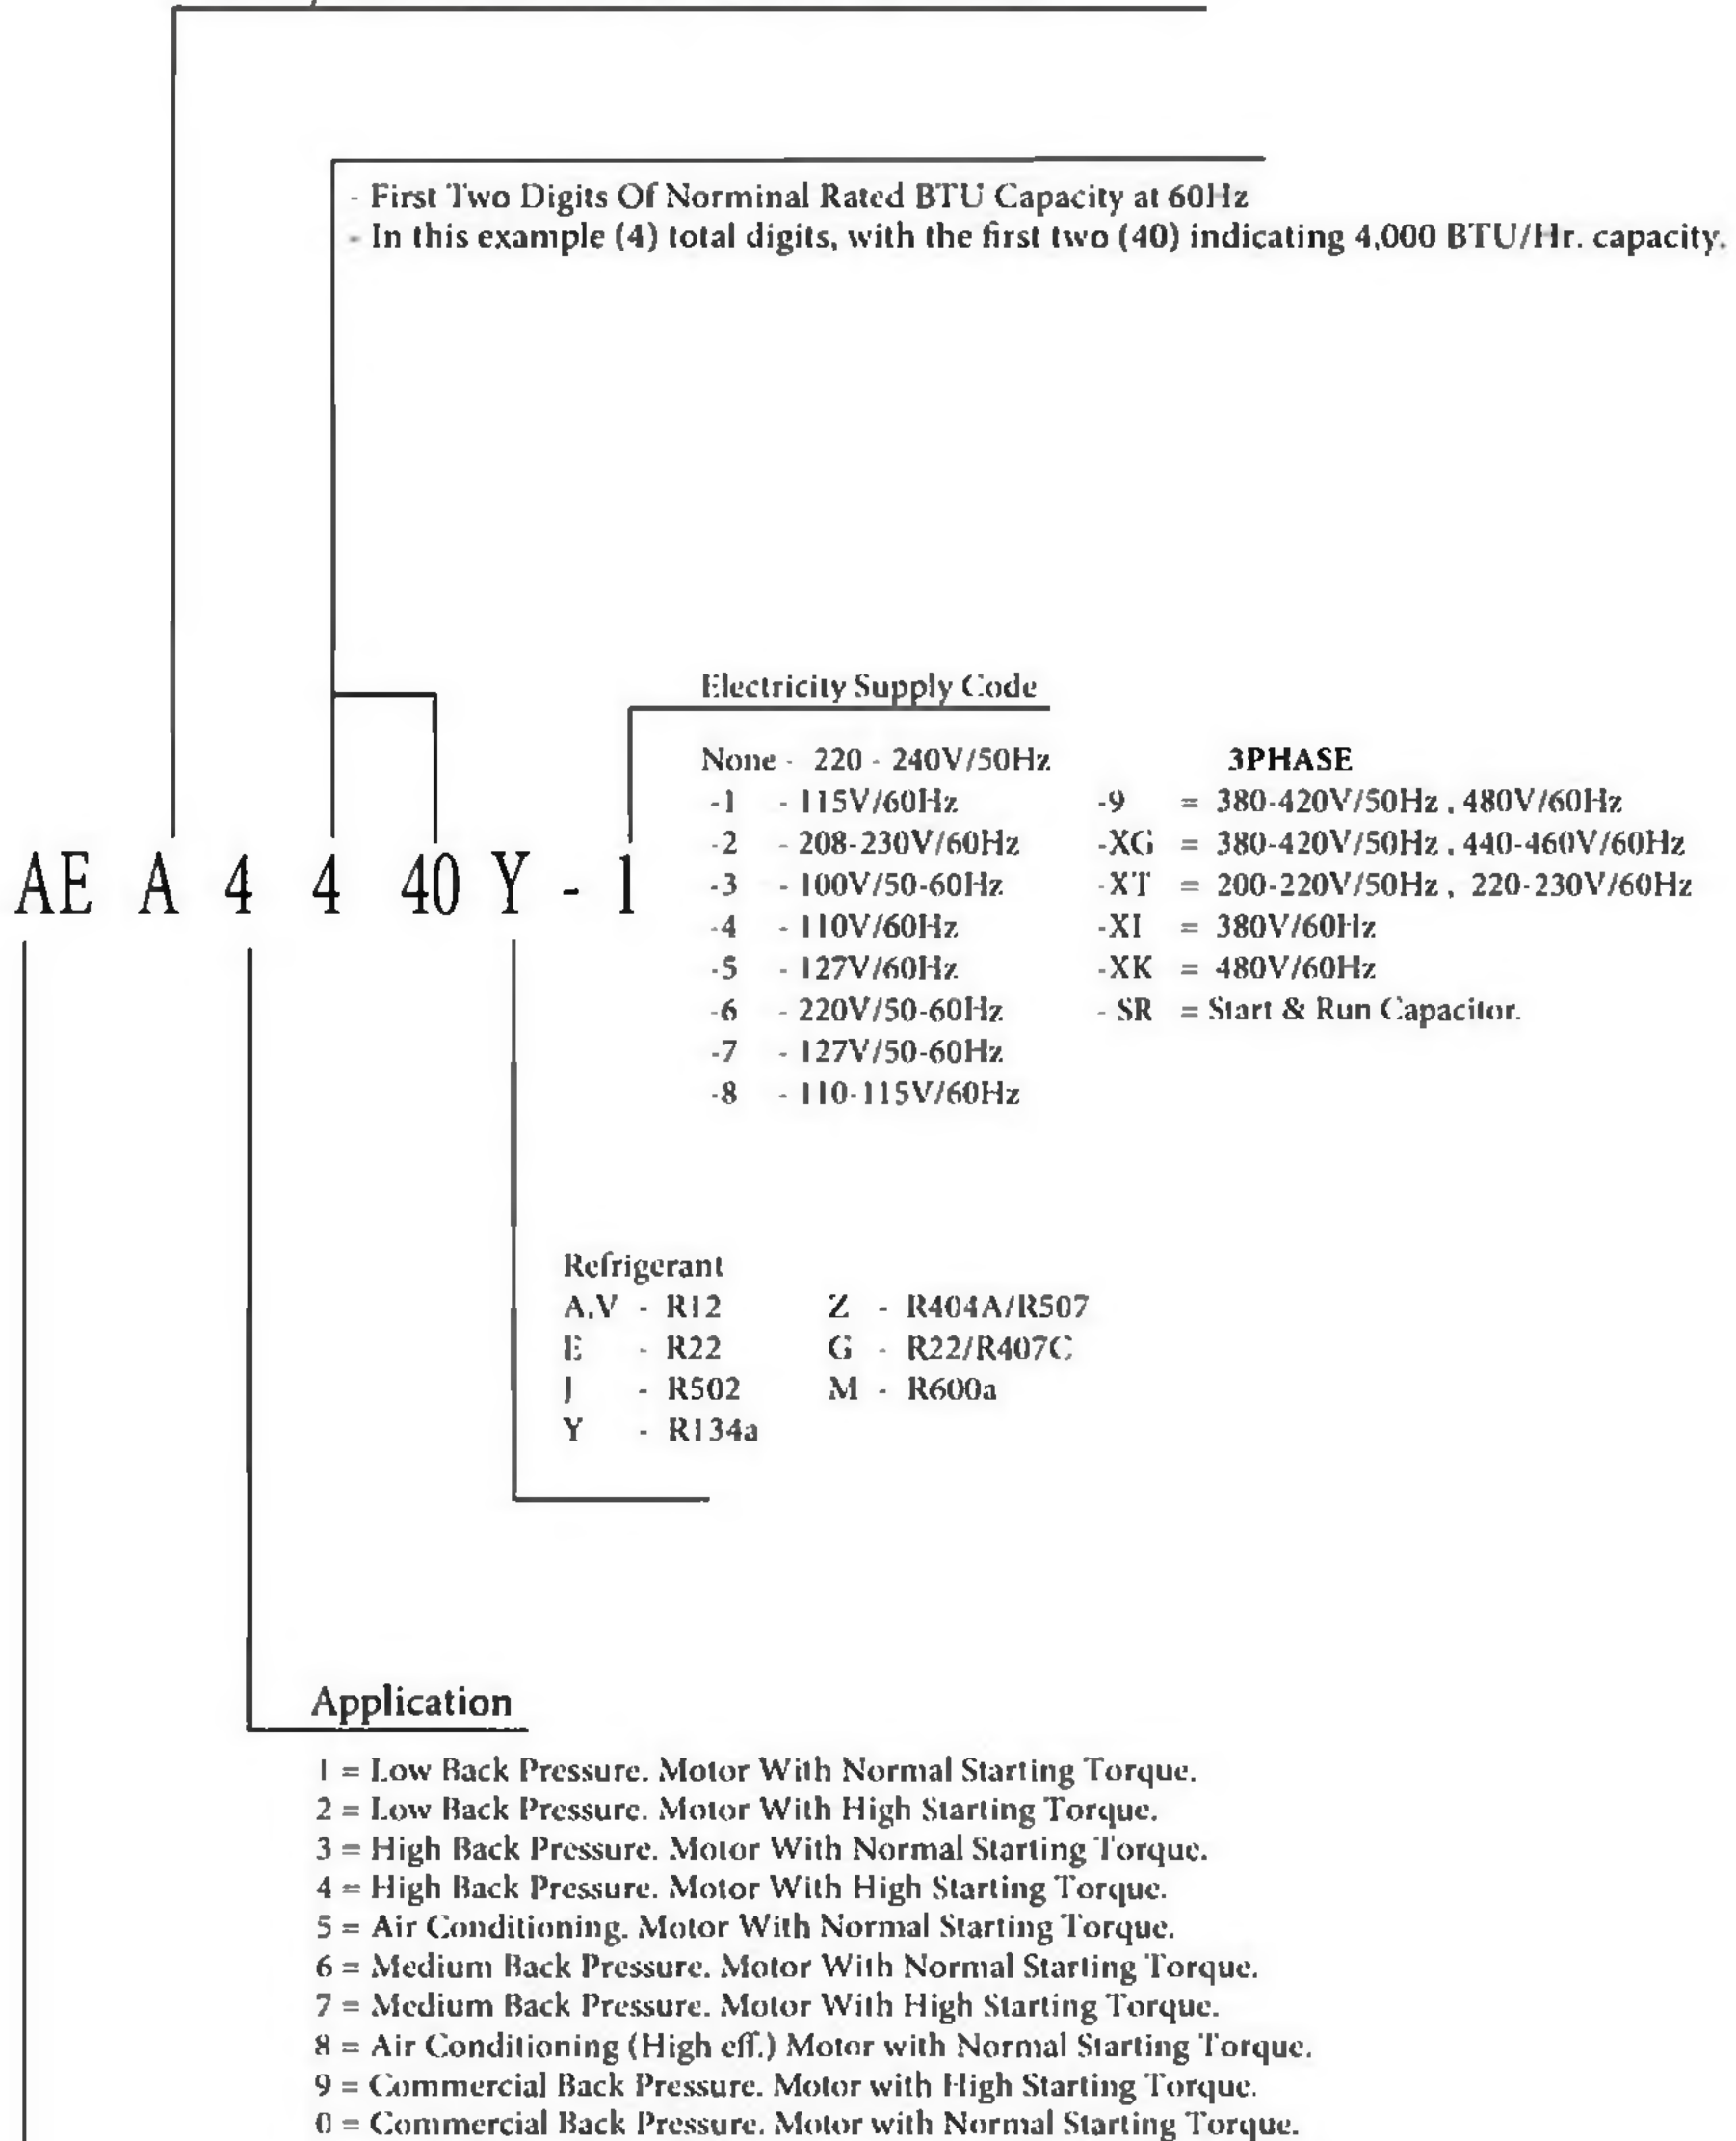 - First Two Digits Of Norminal Rated BTU Capacity at 60Hz
- In this example (4) total digits, with the first two (40) indicating 4,000 BTU/Hr. capacity.
Electricity Supply Code
None - 220 - 240V/50Hz
-1 - 115V/60Hz
-2 - 208-230V/60Hz
-3 - 100V/50-60Hz
-4 - 110V/60Hz
-5 - 127V/60Hz
-6 - 220V/50-60Hz
-7 - 127V/50-60Hz
-8 - 110-115V/60Hz
3PHASE
-9 = 380-420V/50Hz , 480V/60Hz
-XG = 380-420V/50Hz , 440-460V/60Hz
-XT = 200-220V/50Hz , 220-230V/60Hz
-XI = 380V/60Hz
-XK = 480V/60Hz
- SR = Start & Run Capacitor.
AE A 4 4 40 Y - 1
Refrigerant
A,V - R12
E - R22
J - R502
Y - R134a
Z - R404A/R507
G - R22/R407C
M - R600a
Application
1 = Low Back Pressure. Motor With Normal Starting Torque.
2 = Low Back Pressure. Motor With High Starting Torque.
3 = High Back Pressure. Motor With Normal Starting Torque.
4 = High Back Pressure. Motor With High Starting Torque.
5 = Air Conditioning. Motor With Normal Starting Torque.
6 = Medium Back Pressure. Motor With Normal Starting Torque.
7 = Medium Back Pressure. Motor With High Starting Torque.
8 = Air Conditioning (High eff.) Motor with Normal Starting Torque.
9 = Commercial Back Pressure. Motor with High Starting Torque.
0 = Commercial Back Pressure. Motor with Normal Starting Torque.